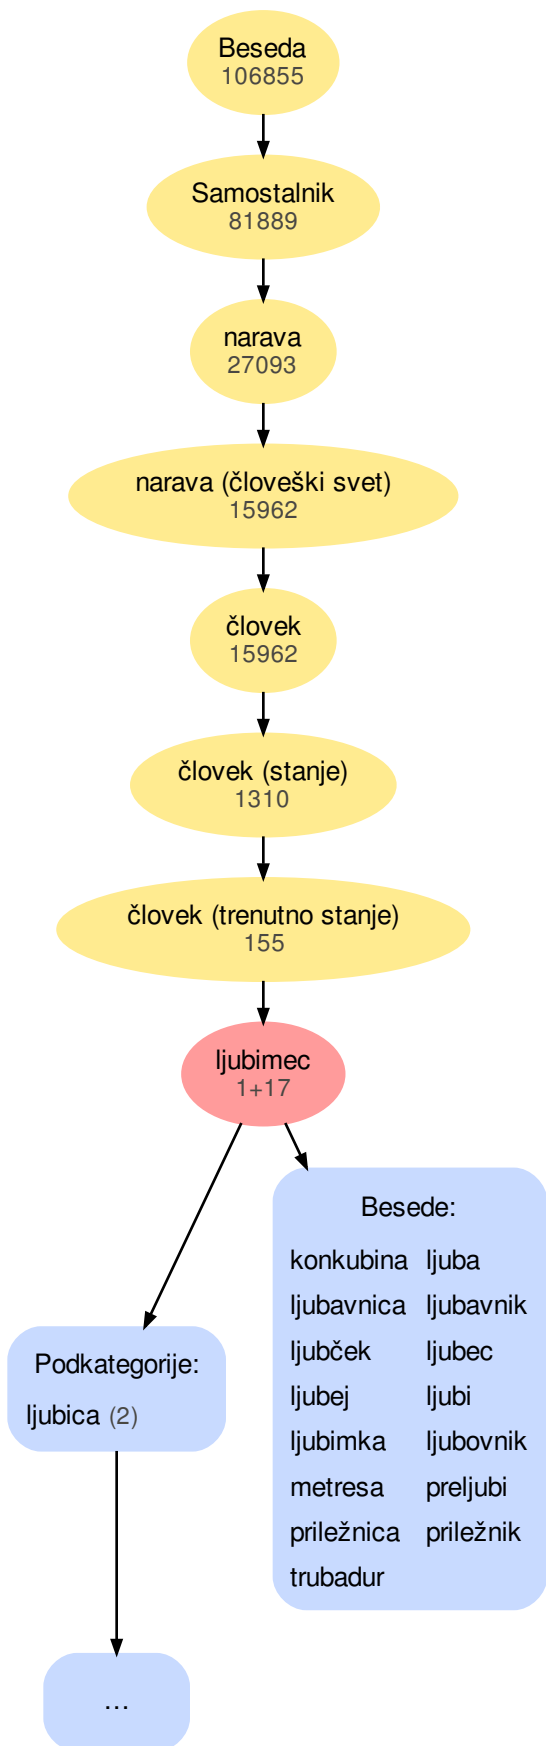 Beseda
106855
Samostalnik
81889
narava
27093
narava (človeški svet)
15962
človek
15962
človek (stanje)
1310
človek (trenutno stanje)
155
ljubimec
1+17
Besede:
konkubina ljuba
ljubavnica ljubavnik
ljubček ljubec
ljubej ljubi
ljubimka ljubovnik
metresa preljubi
priležnica priležnik
trubadur
Podkategorije:
ljubica (2)
...